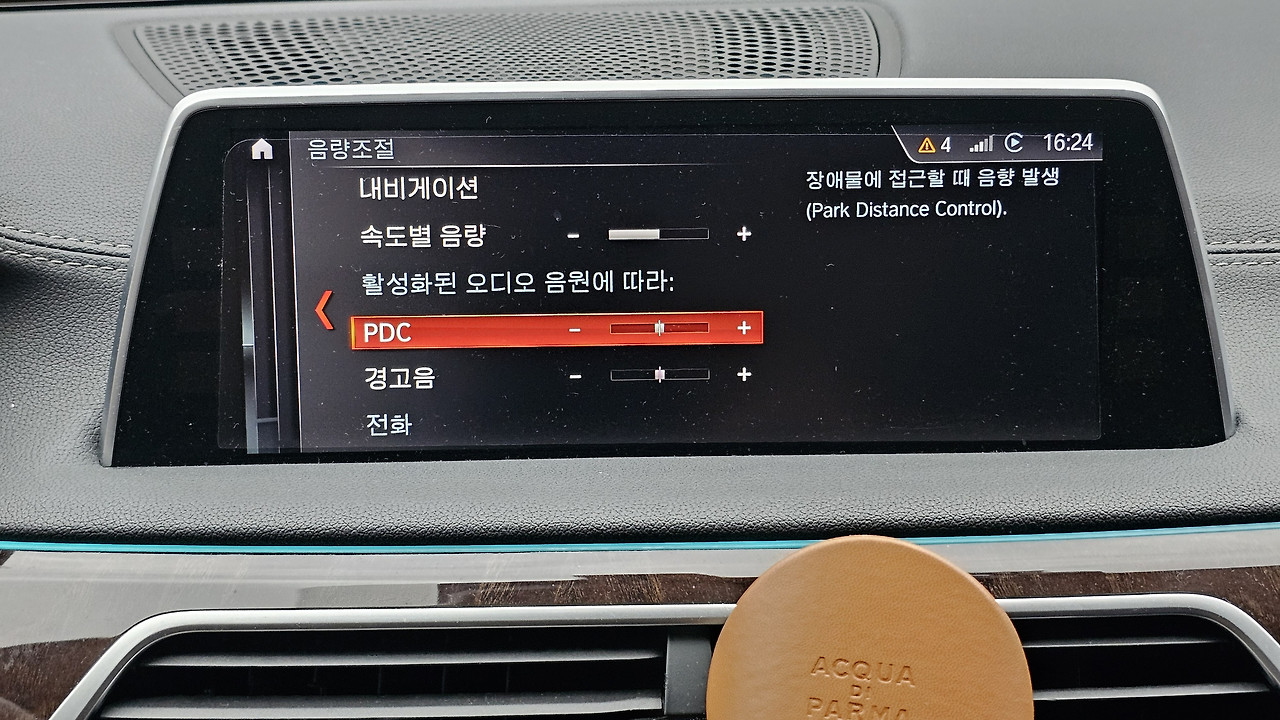 음량조절
4 16:24
내비게이션
속도별 음량 - +
활성화된 오디오 음원에 따라:
PDC - +
경고음 - +
전화
장애물에 접근할 때 음향 발생
(Park Distance Control).
ACQUA
DI
PARMA